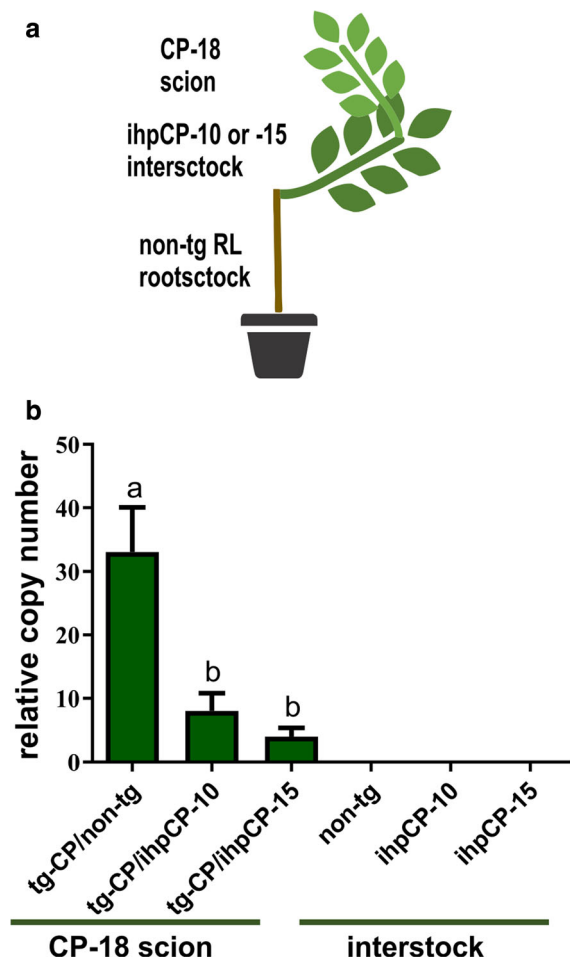 a
CP-18
scion
ihpCP-10 or -15
intersctock
non-tg RL
rootsctock
b
relative copy number
50
40
30
20
10
0
a
b
b
tg-CP/non-tg
tg-CP/ihpCP-10
tg-CP/ihpCP-15
non-tg
ihpCP-10
ihpCP-15
CP-18 scion
interstock